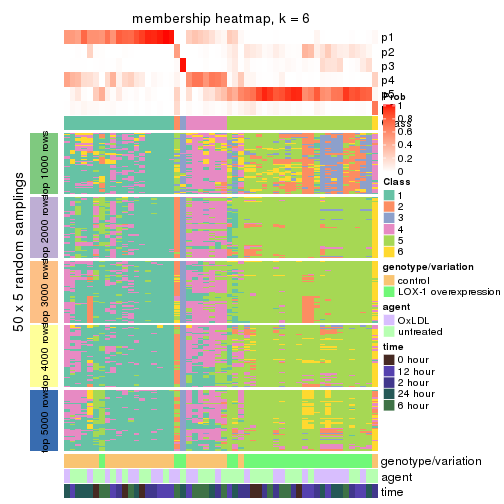 membership heatmap, k = 6
p1
p2
p3
p4
p5
Prob
1
0.8
0.6
0.4
0.2
0
Class
1
2
3
4
5
6
genotype/variation
control
LOX-1 overexpression
agent
OxLDL
untreated
time
0 hour
12 hour
2 hour
24 hour
6 hour
50 x 5 random samplings
top 1000 rows
top 2000 rows
top 3000 rows
top 4000 rows
top 5000 rows
genotype/variation
agent
time